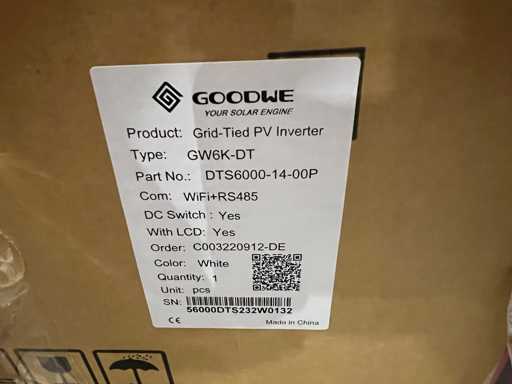 GOODWE
YOUR SOLAR ENGINE
Product: Grid-Tied PV Inverter
Type: GW6K-DT
Part No.: DTS6000-14-00P
Com: WiFi+RS485
DC Switch : Yes
With LCD: Yes
Order: C003220912-DE
Color: White
Quantity: 1
Unit: pcs
SN:
56000DTS232W0132
CE
Made in China